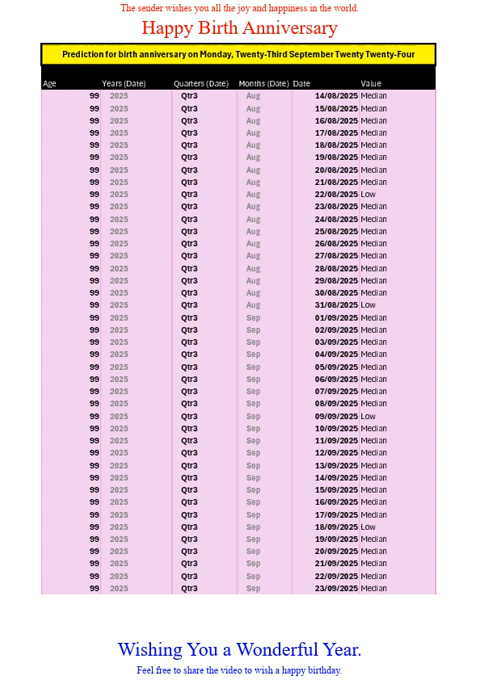 The sender wishes you all the joy and happiness in the world.
Happy Birth Anniversary
Prediction for birth anniversary on Monday, Twenty-Third September Twenty Twenty-Four
Age Years (Date) Quarters (Date) Months (Date) Date Value
99 2025 Qtr3 Aug 14/08/2025 Median
99 2025 Qtr3 Aug 15/08/2025 Median
99 2025 Qtr3 Aug 16/08/2025 Median
99 2025 Qtr3 Aug 17/08/2025 Median
99 2025 Qtr3 Aug 18/08/2025 Median
99 2025 Qtr3 Aug 19/08/2025 Median
99 2025 Qtr3 Aug 20/08/2025 Median
99 2025 Qtr3 Aug 21/08/2025 Median
99 2025 Qtr3 Aug 22/08/2025 Low
99 2025 Qtr3 Aug 23/08/2025 Median
99 2025 Qtr3 Aug 24/08/2025 Median
99 2025 Qtr3 Aug 25/08/2025 Median
99 2025 Qtr3 Aug 26/08/2025 Median
99 2025 Qtr3 Aug 27/08/2025 Median
99 2025 Qtr3 Aug 28/08/2025 Median
99 2025 Qtr3 Aug 29/08/2025 Median
99 2025 Qtr3 Aug 30/08/2025 Median
99 2025 Qtr3 Aug 31/08/2025 Low
99 2025 Qtr3 Sep 01/09/2025 Median
99 2025 Qtr3 Sep 02/09/2025 Median
99 2025 Qtr3 Sep 03/09/2025 Median
99 2025 Qtr3 Sep 04/09/2025 Median
99 2025 Qtr3 Sep 05/09/2025 Median
99 2025 Qtr3 Sep 06/09/2025 Median
99 2025 Qtr3 Sep 07/09/2025 Median
99 2025 Qtr3 Sep 08/09/2025 Median
99 2025 Qtr3 Sep 09/09/2025 Low
99 2025 Qtr3 Sep 10/09/2025 Median
99 2025 Qtr3 Sep 11/09/2025 Median
99 2025 Qtr3 Sep 12/09/2025 Median
99 2025 Qtr3 Sep 13/09/2025 Median
99 2025 Qtr3 Sep 14/09/2025 Median
99 2025 Qtr3 Sep 15/09/2025 Median
99 2025 Qtr3 Sep 16/09/2025 Median
99 2025 Qtr3 Sep 17/09/2025 Median
99 2025 Qtr3 Sep 18/09/2025 Low
99 2025 Qtr3 Sep 19/09/2025 Median
99 2025 Qtr3 Sep 20/09/2025 Median
99 2025 Qtr3 Sep 21/09/2025 Median
99 2025 Qtr3 Sep 22/09/2025 Median
99 2025 Qtr3 Sep 23/09/2025 Median
Wishing You a Wonderful Year.
Feel free to share the video to wish a happy birthday.